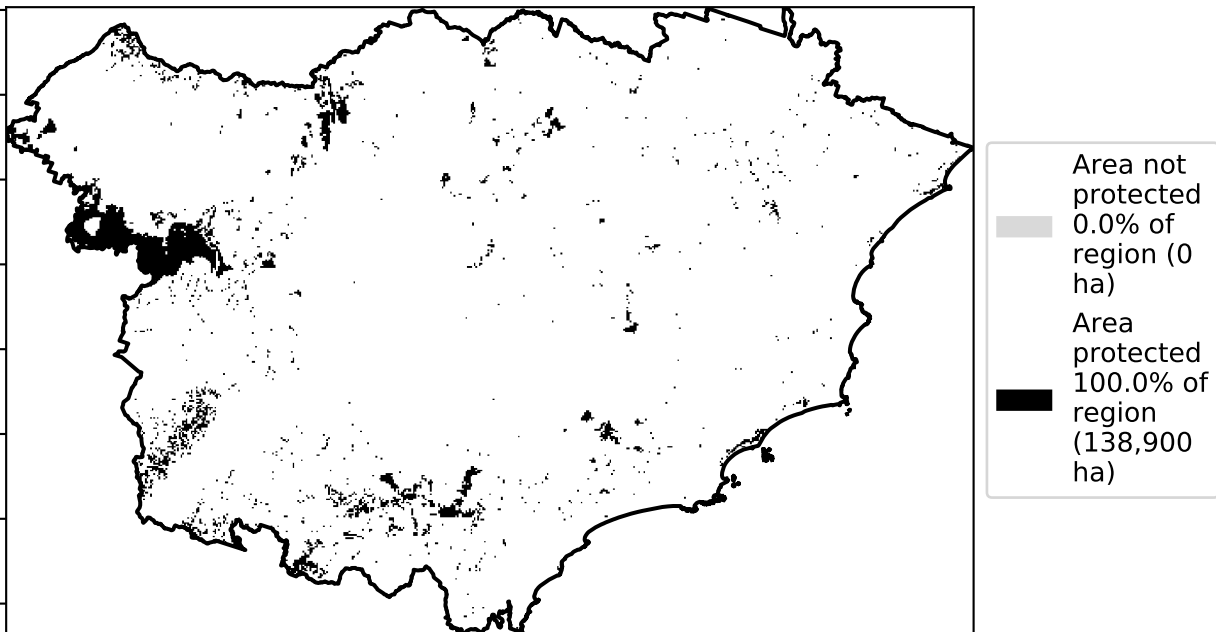 Area not
protected
0.0% of
region (0
ha)
Area
protected
100.0% of
region
(138,900
ha)